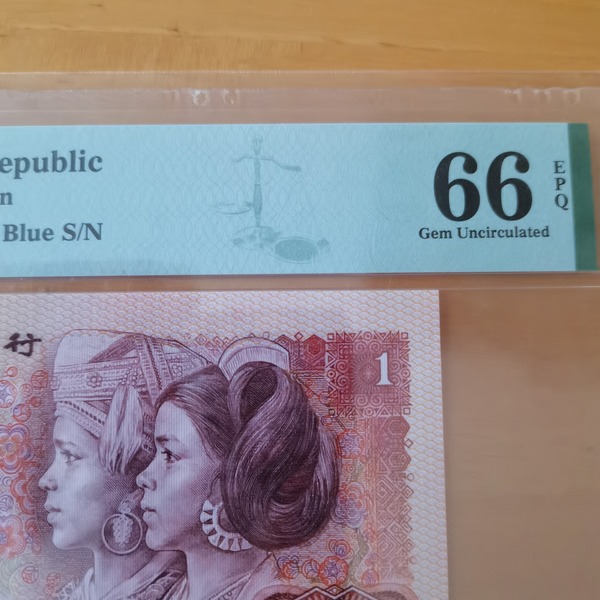 epublic
n
Blue S/N
66
EPQ
Gem Uncirculated
行
1